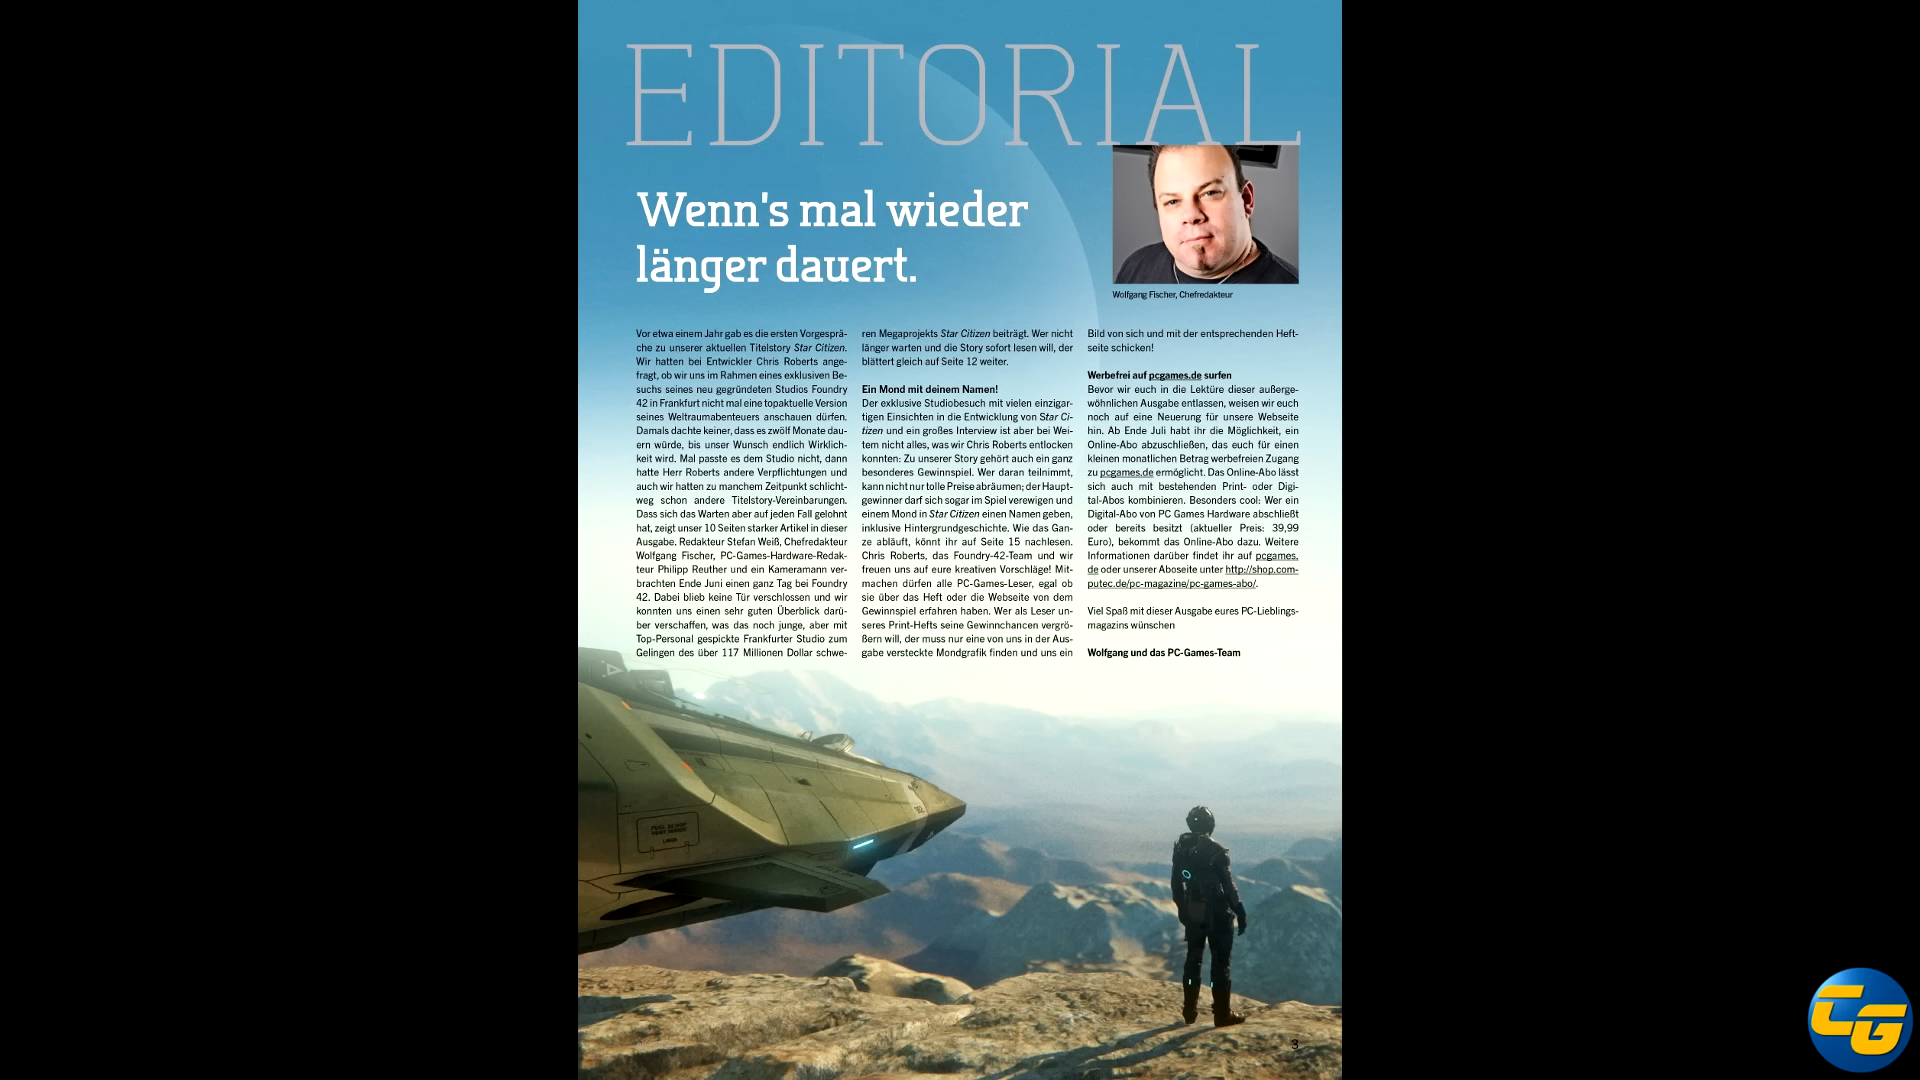 EDITORIAL
Wenn's mal wieder
länger dauert.
Wolfgang Fischer, Chefredakteur
Vor etwa einem Jahr gab es die ersten Vorgesprä-
che zu unserer aktuellen Titelstory Star Citizen.
Wir hatten bei Entwickler Chris Roberts ange-
fragt, ob wir uns im Rahmen eines exklusiven Be-
suchs seines neu gegründeten Studios Foundry
42 in Frankfurt nicht mal eine topaktuelle Version
seines Weltraumabenteuers anschauen dürfen.
Damals dachte keiner, dass es zwölf Monate dau-
ern würde, bis unser Wunsch endlich Wirklich-
keit wird. Mal passte es dem Studio nicht, dann
hatte Herr Roberts andere Verpflichtungen und
auch wir hatten zu manchem Zeitpunkt schlicht-
weg schon andere Titelstory-Vereinbarungen.
Dass sich das Warten aber auf jeden Fall gelohnt
hat, zeigt unser 10 Seiten starker Artikel in dieser
Ausgabe. Redakteur Stefan Weiß, Chefredakteur
Wolfgang Fischer, PC-Games-Hardware-Redak-
teur Philipp Reuther und ein Kameramann ver-
brachten Ende Juni einen ganz Tag bei Foundry
42. Dabei blieb keine Tür verschlossen und wir
konnten uns einen sehr guten Überblick darü-
ber verschaffen, was das noch junge, aber mit
Top-Personal gespickte Frankfurter Studio zum
Gelingen des über 117 Millionen Dollar schwe-
ren Megaprojekts Star Citizen beiträgt. Wer nicht
länger warten und die Story sofort lesen will, der
blättert gleich auf Seite 12 weiter.
Ein Mond mit deinem Namen!
Der exklusive Studiobesuch mit vielen einzigar-
tigen Einsichten in die Entwicklung von Star Ci-
tizen und ein großes Interview ist aber bei Wei-
tem nicht alles, was wir Chris Roberts entlocken
konnten: Zu unserer Story gehört auch ein ganz
besonderes Gewinnspiel. Wer daran teilnimmt,
kann nicht nur tolle Preise abräumen; der Haupt-
gewinner darf sich sogar im Spiel verewigen und
einem Mond in Star Citizen einen Namen geben,
inklusive Hintergrundgeschichte. Wie das Gan-
ze abläuft, könnt ihr auf Seite 15 nachlesen.
Chris Roberts, das Foundry-42-Team und wir
freuen uns auf eure kreativen Vorschläge! Mit-
machen dürfen alle PC-Games-Leser, egal ob
sie über das Heft oder die Webseite von dem
Gewinnspiel erfahren haben. Wer als Leser un-
seres Print-Hefts seine Gewinnchancen vergrö-
ßern will, der muss nur eine von uns in der Aus-
gabe versteckte Mondgrafik finden und uns ein
Bild von sich und mit der entsprechenden Heft-
seite schicken!
Werbefrei auf pcgames.de surfen
Bevor wir euch in die Lektüre dieser außerge-
wöhnlichen Ausgabe entlassen, weisen wir euch
noch auf eine Neuerung für unsere Webseite
hin. Ab Ende Juli habt ihr die Möglichkeit, ein
Online-Abo abzuschließen, das euch für einen
kleinen monatlichen Betrag werbefreien Zugang
zu pcgames.de ermöglicht. Das Online-Abo lässt
sich auch mit bestehenden Print- oder Digi-
tal-Abos kombinieren. Besonders cool: Wer ein
Digital-Abo von PC Games Hardware abschließt
oder bereits besitzt (aktueller Preis: 39,99
Euro), bekommt das Online-Abo dazu. Weitere
Informationen darüber findet ihr auf pcgames.
de oder unserer Aboseite unter http://shop.com-
putec.de/pc-magazine/pc-games-abo/.
Viel Spaß mit dieser Ausgabe eures PC-Lieblings-
magazins wünschen
Wolfgang und das PC-Games-Team
3
CG